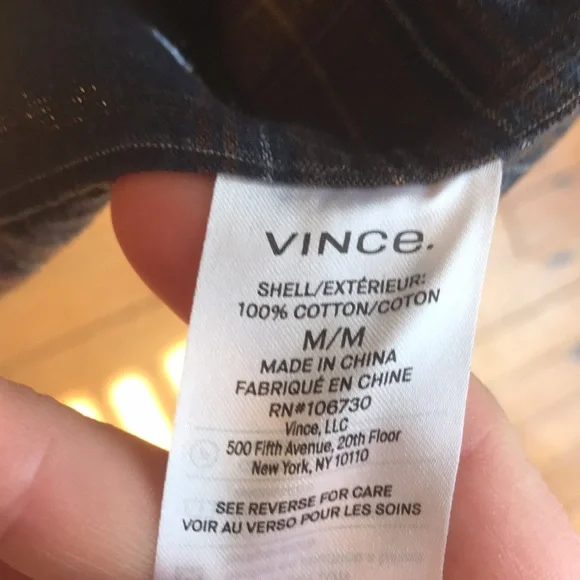 VINCe.
SHELL/EXTÉRIEUR:
100% COTTON/COTON
M/M
MADE IN CHINA
FABRIQUÉ EN CHINE
RN#106730
Vince, LLC
500 Fifth Avenue, 20th Floor
New York, NY 10110
SEE REVERSE FOR CARE
VOIR AU VERSO POUR LES SOINS